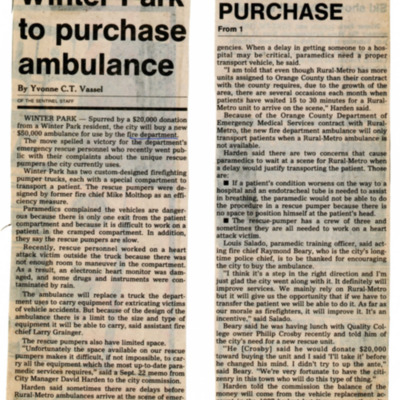 Winter Park
to purchase
ambulance
By Yvonne C.T. Vassel
OF THE SENTINEL STAFF
WINTER PARK — Spurred by a $20,000 donation
from a Winter Park resident, the city will buy a new
$50,000 ambulance for use by the fire department.
The move spelled a victory for the department's
emergency rescue personnel who recently went pub-
lic with their complaints about the unique rescue
pumpers the city currently uses.
Winter Park has two custom-designed firefighting
pumper trucks, each with a special compartment to
transport a patient. The rescue pumpers were de-
signed by former fire chief Mike Molthop as an effi-
ciency measure.
Paramedics complained the vehicles are danger-
ous because there is only one exit from the patient
compartment and because it is difficult to work on a
patient, in the cramped compartment. In addition,
they say the rescue pumpers are slow.
Recently, rescue personnel worked on a heart
attack victim outside the truck because there was
not enough room to maneuver in the compartment.
As a result, an electronic heart monitor was dam-
aged, and some drugs and instruments were con-
taminated by rain.
The ambulance will replace a truck the depart-
ment uses to carry equipment for extricating victims
of vehicle accidents. But because of the design of the
ambulance there is a limit to the size and type of
equipment it will be able to carry, said assistant fire
chief Larry Grainger.
The rescue pumpers also have limited space.
"Unfortunately the space available on our rescue
pumpers makes it difficult, if not impossible, to car-
ry all the equipment which the most up-to-date para-
medic services requires," said a Sept. 22 memo from
City Manager David Harden to the city commission.
Harden said sometimes there are delays before
Rural-Metro ambulances arrive at the scene of emer-
PURCHASE
From 1
gencies. When a delay in getting someone to a hos-
pital may be critical, paramedics need a proper
transport vehicle, he said.
"I am told that even though Rural-Metro has more
units assigned to Orange County than their contract
with the county requires, due to the growth of the
area, there are several occasions each month when
patients have waited 15 to 30 minutes for a Rural-
Metro unit to arrive on the scene," Harden said.
Because of the Orange County Department of
Emergency Medical Services contract with Rural-
Metro, the new fire department ambulance will only
transport patients when a Rural-Metro ambulance is
not available.
Harden said there are two concerns that cause
paramedics to wait at a scene for Rural-Metro when
a delay would justify transporting the patient. Those
are:
■ If a patient's condition worsens on the way to a
hospital and an endotracheal tube is needed to assist
in breathing, the paramedic would not be able to do
the procedure in a rescue pumper because there is
no space to position himself at the patient's head.
■ The rescue-pumper has a crew of three and
sometimes they are all needed to work on a heart
attack victim.
Louis Salado, paramedic training officer, said act-
ing fire chief Raymond Beary, who is the city's long-
time police chief, is to be thanked for encouraging
the city to buy the ambulance.
"I think it's a step in the right direction and I'm
just glad the city went along with it. It definitely will
improve services. We mainly rely on Rural-Metro
but it will give us the opportunity that if we have to
transfer the patient we will be able to do it. As far as
our morale as firefighters, it will improve it. It's an
incentive," said Salado.
Beary said he was having lunch with Quality Col-
lege owner Philip Crosby recently and told him of
the city's need for a new rescue unit.
"He [Crosby] said he would donate $20,000
toward buying the unit and I said 'I'll take it' before
he changed his mind. I didn't try to up the ante,"
said Beary. "We're very fortunate to have the citi-
zenry in this town who will do this type of thing."
Harden told the commission the balance of the
money will come from the vehicle replacement ac-